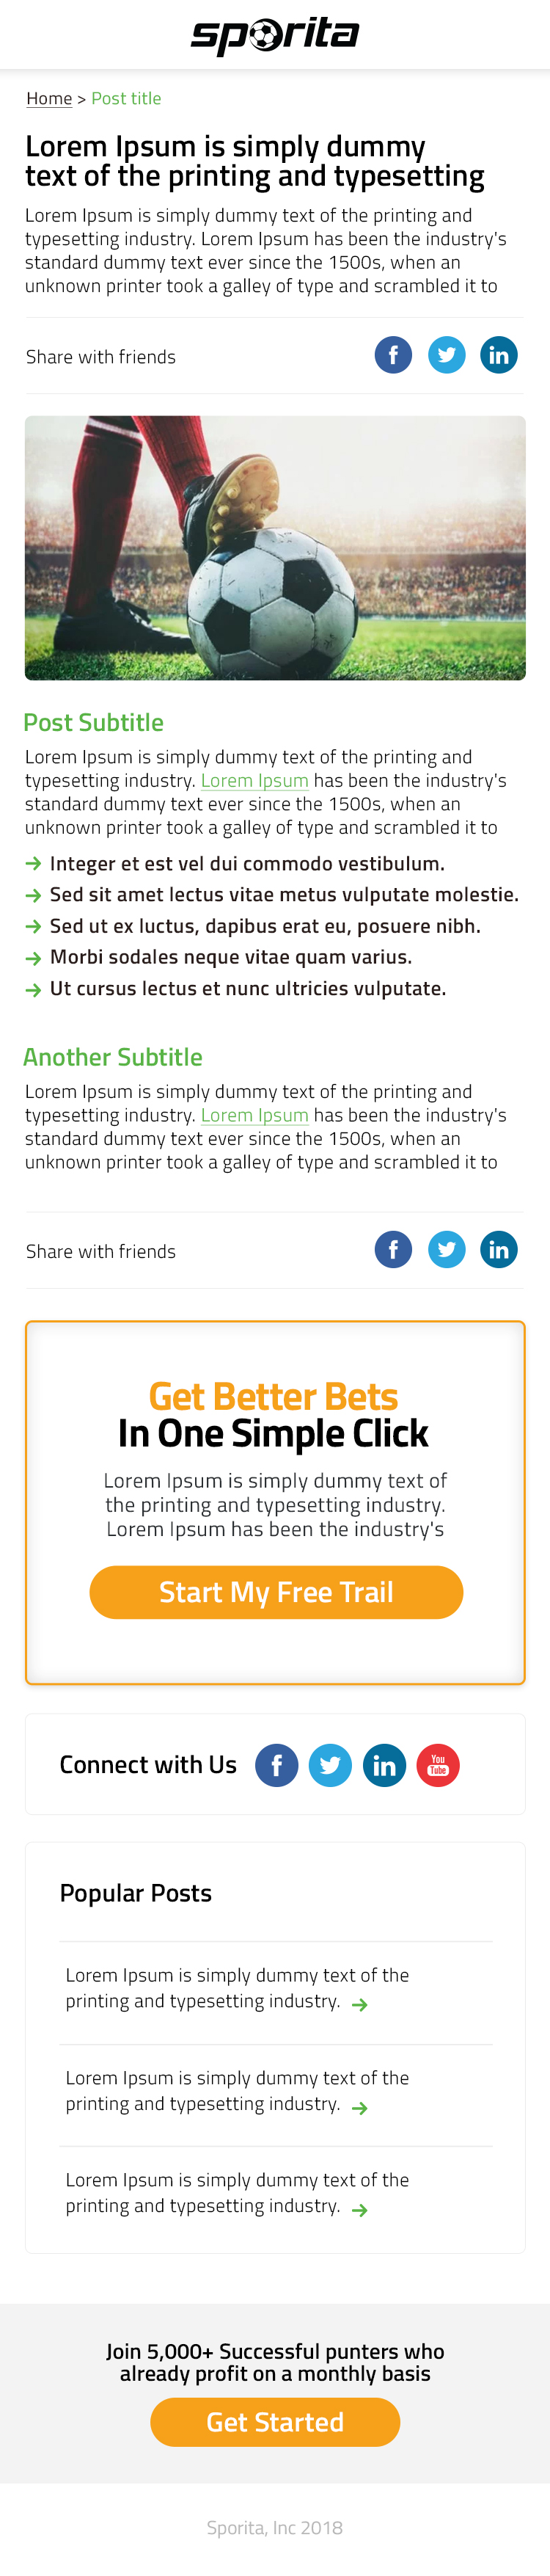 sporita
Home > Post title
Lorem Ipsum is simply dummy
text of the printing and typesetting
Lorem Ipsum is simply dummy text of the printing and
typesetting industry. Lorem Ipsum has been the industry's
standard dummy text ever since the 1500s, when an
unknown printer took a galley of type and scrambled it to
Share with friends
f
in
Post Subtitle
Lorem Ipsum is simply dummy text of the printing and
typesetting industry. Lorem Ipsum has been the industry's
standard dummy text ever since the 1500s, when an
unknown printer took a galley of type and scrambled it to
Integer et est vel dui commodo vestibulum.
Sed sit amet lectus vitae metus vulputate molestie.
Sed ut ex luctus, dapibus erat eu, posuere nibh.
Morbi sodales neque vitae quam varius.
Ut cursus lectus et nunc ultricies vulputate.
Another Subtitle
Lorem Ipsum is simply dummy text of the printing and
typesetting industry. Lorem Ipsum has been the industry's
standard dummy text ever since the 1500s, when an
unknown printer took a galley of type and scrambled it to
Share with friends
f
in
Get Better Bets
In One Simple Click
Lorem Ipsum is simply dummy text of
the printing and typesetting industry.
Lorem Ipsum has been the industry's
Start My Free Trail
Connect with Us
f
in
You
Tube
Popular Posts
Lorem Ipsum is simply dummy text of the
printing and typesetting industry.
Lorem Ipsum is simply dummy text of the
printing and typesetting industry.
Lorem Ipsum is simply dummy text of the
printing and typesetting industry.
Join 5,000+ Successful punters who
already profit on a monthly basis
Get Started
Sporita, Inc 2018